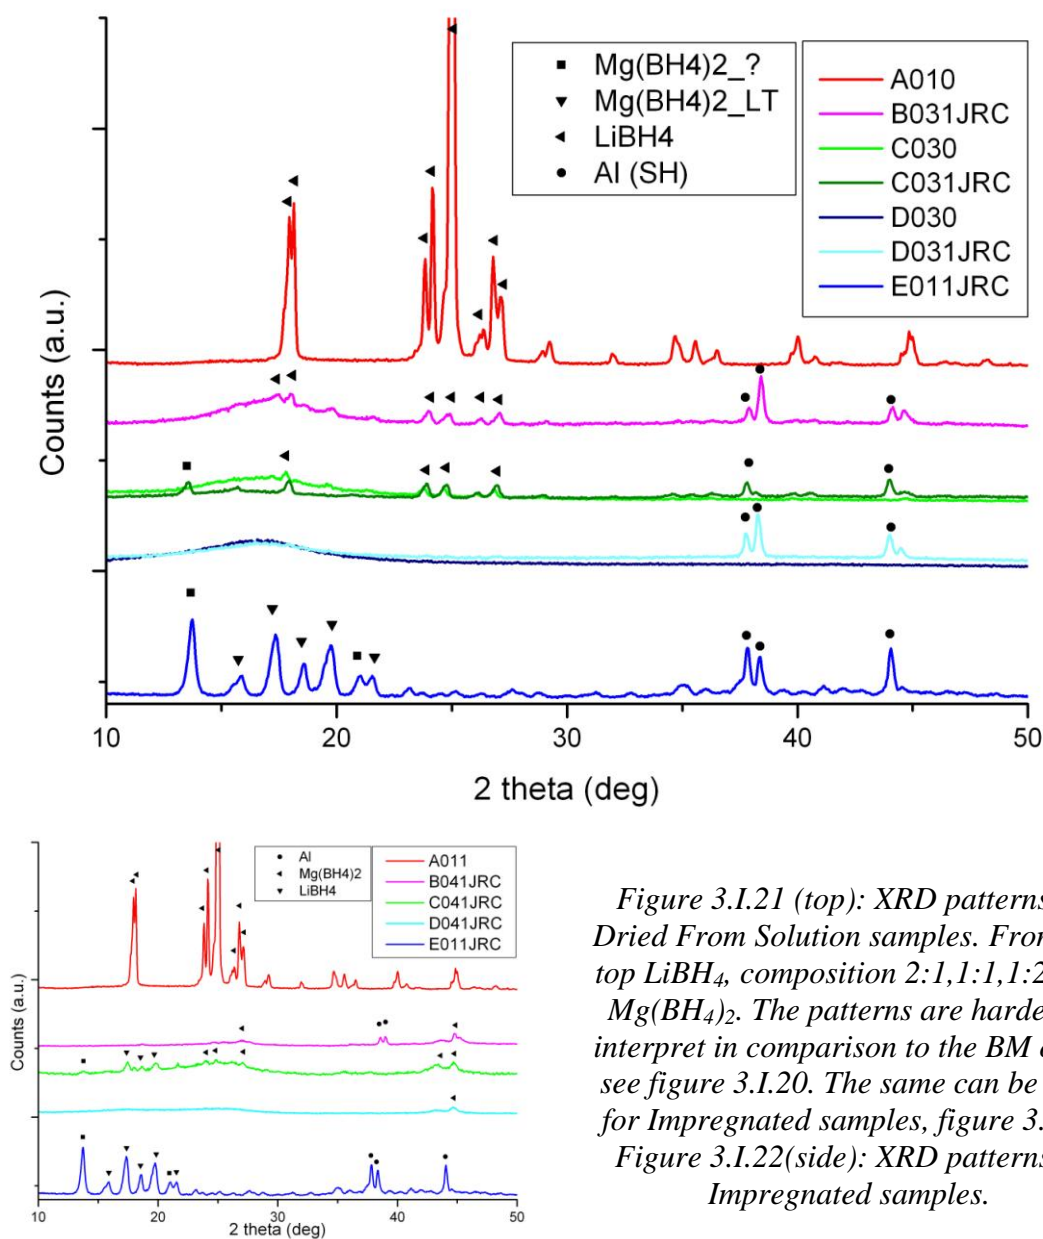 Mg(BH4)2_?
Mg(BH4)2_LT
LiBH4
Al (SH)
A010
B031JRC
C030
C031JRC
D030
D031JRC
E011JRC
Counts (a.u.)
10 20 30 40 50
2 theta (deg)
Al
Mg(BH4)2
LiBH4
A011
B041JRC
C041JRC
D041JRC
E011JRC
Counts (a.u.)
10 20 30 40 50
2 theta (deg)
Figure 3.I.21 (top): XRD patterns
Dried From Solution samples. From
top LiBH4, composition 2:1,1:1,1:2
Mg(BH4)2. The patterns are harde
interpret in comparison to the BM
see figure 3.I.20. The same can be
for Impregnated samples, figure 3.
Figure 3.I.22(side): XRD patterns
Impregnated samples.